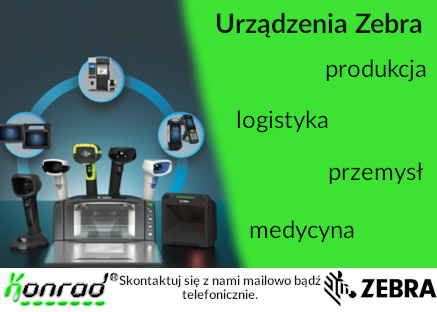 Urządzenia Zebra
produkcja
logistyka
przemysł
medycyna
Konrad®
Skontaktuj się z nami mailowo bądź
telefonicznie.
ZEBRA